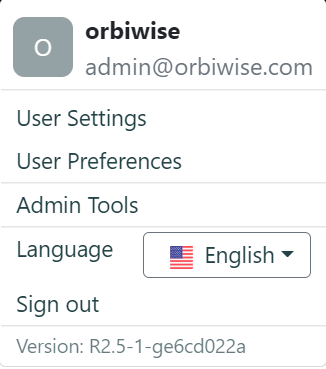 O
orbiwise
admin@orbiwise.com
User Settings
User Preferences
Admin Tools
Language
English
Sign out
Version: R2.5-1-ge6cd022a